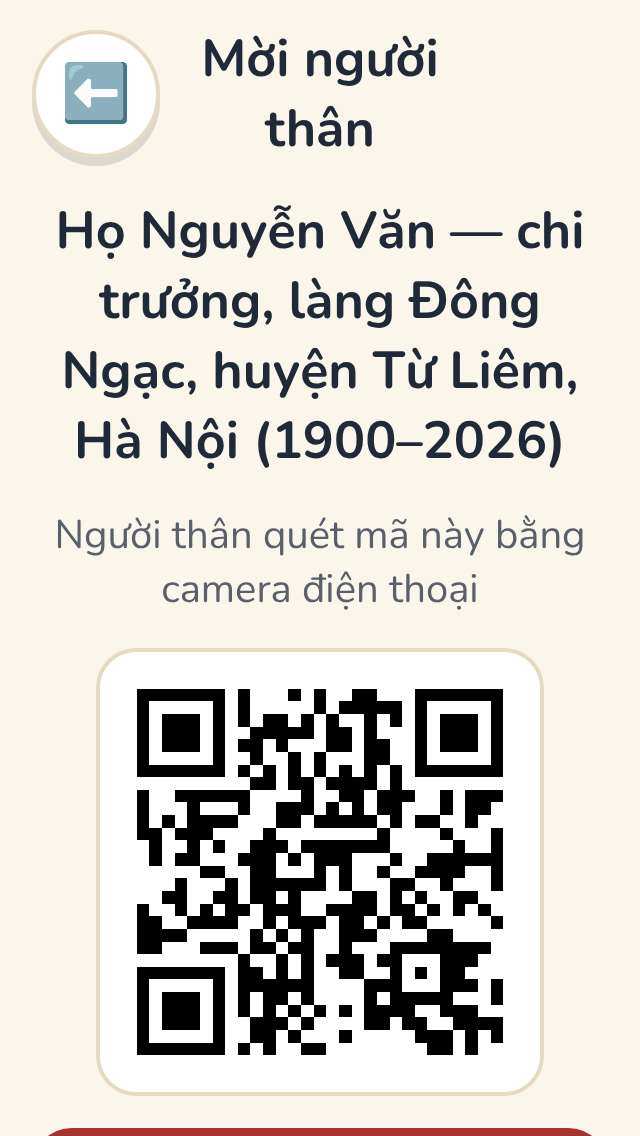 Mời người
thân
Họ Nguyễn Văn — chi
trưởng, làng Đông
Ngạc, huyện Từ Liêm,
Hà Nội (1900–2026)
Người thân quét mã này bằng
camera điện thoại